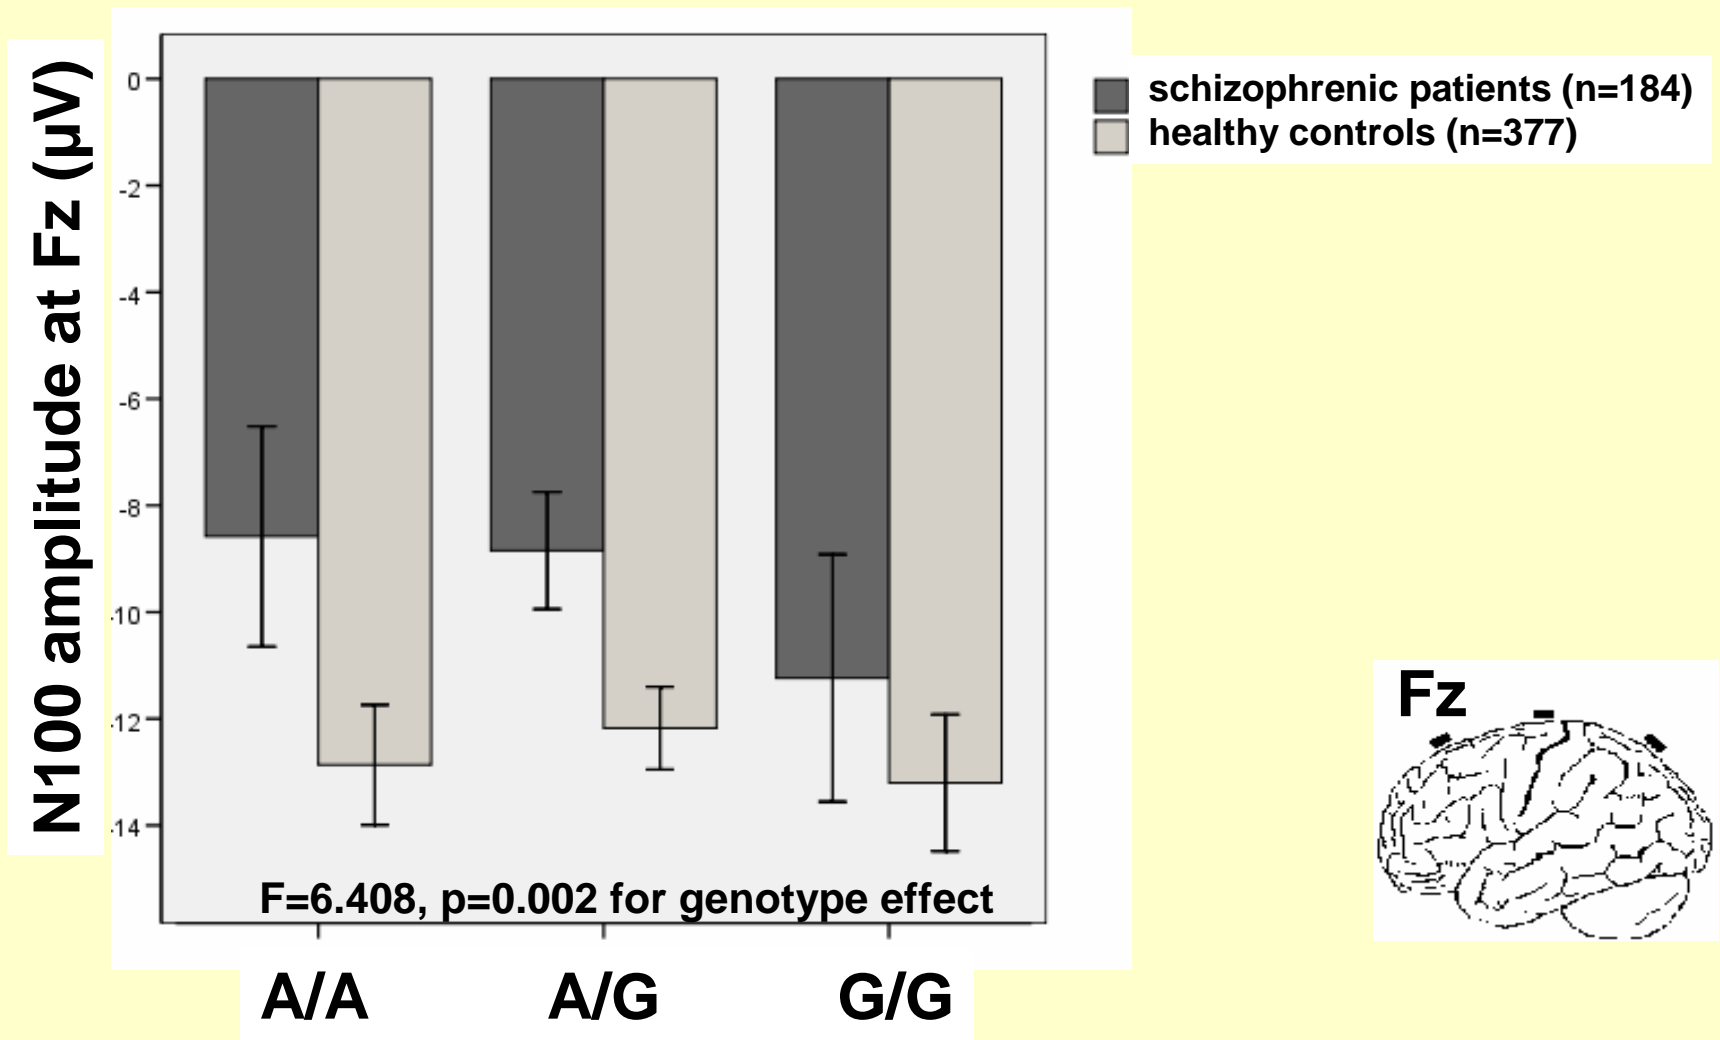 N100 amplitude at Fz (µV)
0
-2
-4
-6
-8
-10
-12
-14
schizophrenic patients (n=184)
healthy controls (n=377)
F=6.408, p=0.002 for genotype effect
A/A A/G G/G
Fz